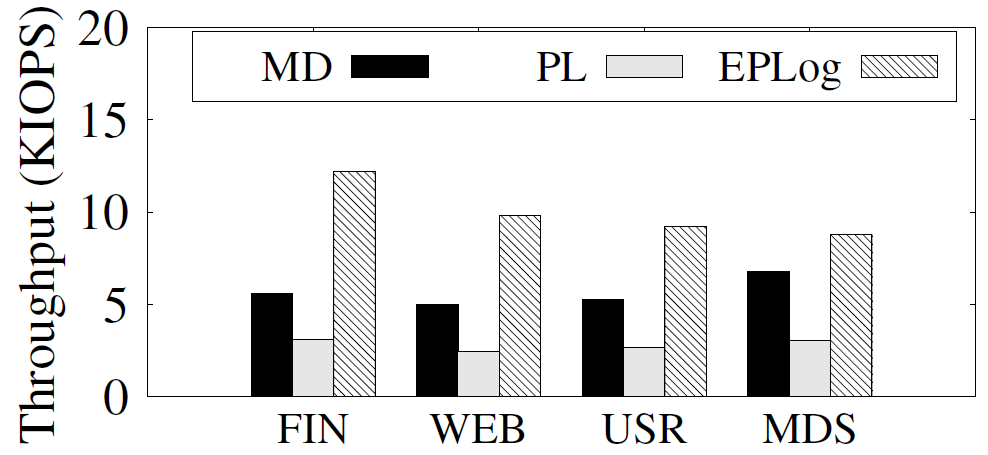 Throughput (KIOPS)
20
15
10
5
0
MD PL EPLog
FIN WEB USR MDS